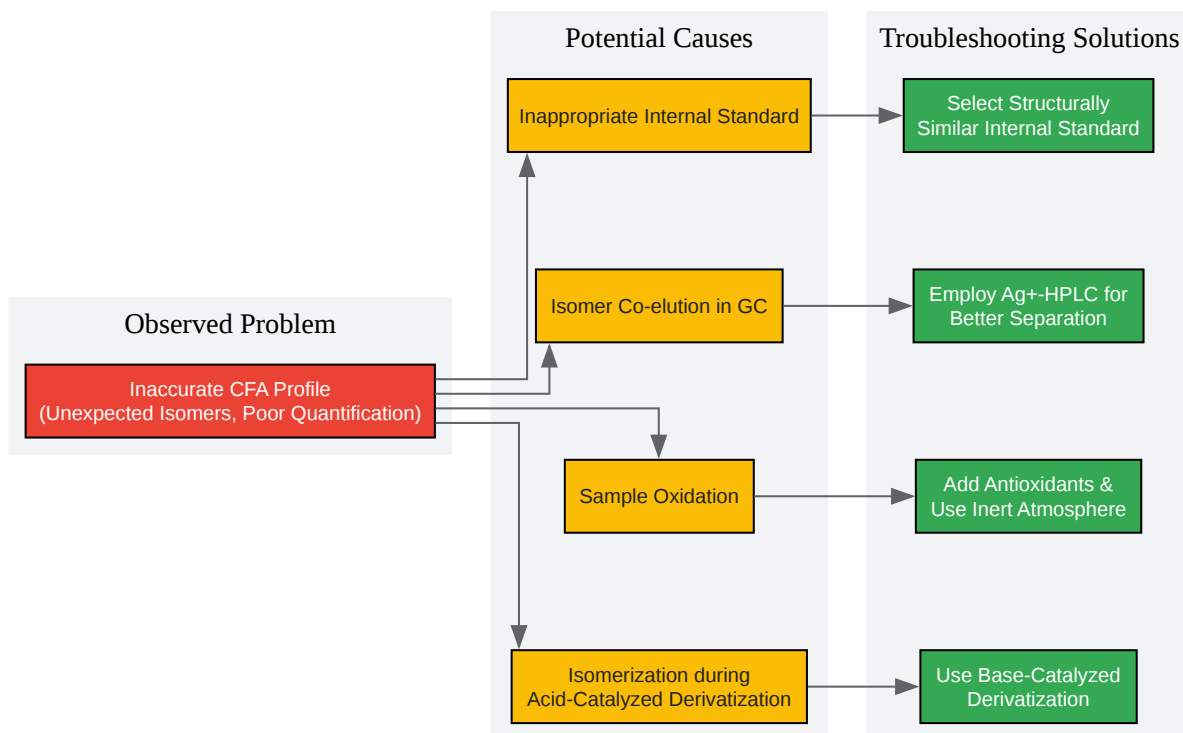 Potential Causes
Troubleshooting Solutions
Inappropriate Internal Standard
Select Structurally
Similar Internal Standard
Isomer Co-elution in GC
Employ Ag+-HPLC for
Better Separation
Observed Problem
Inaccurate CFA Profile
(Unexpected Isomers, Poor Quantification)
Sample Oxidation
Add Antioxidants &
Use Inert Atmosphere
Isomerization during
Acid-Catalyzed Derivatization
Use Base-Catalyzed
Derivatization